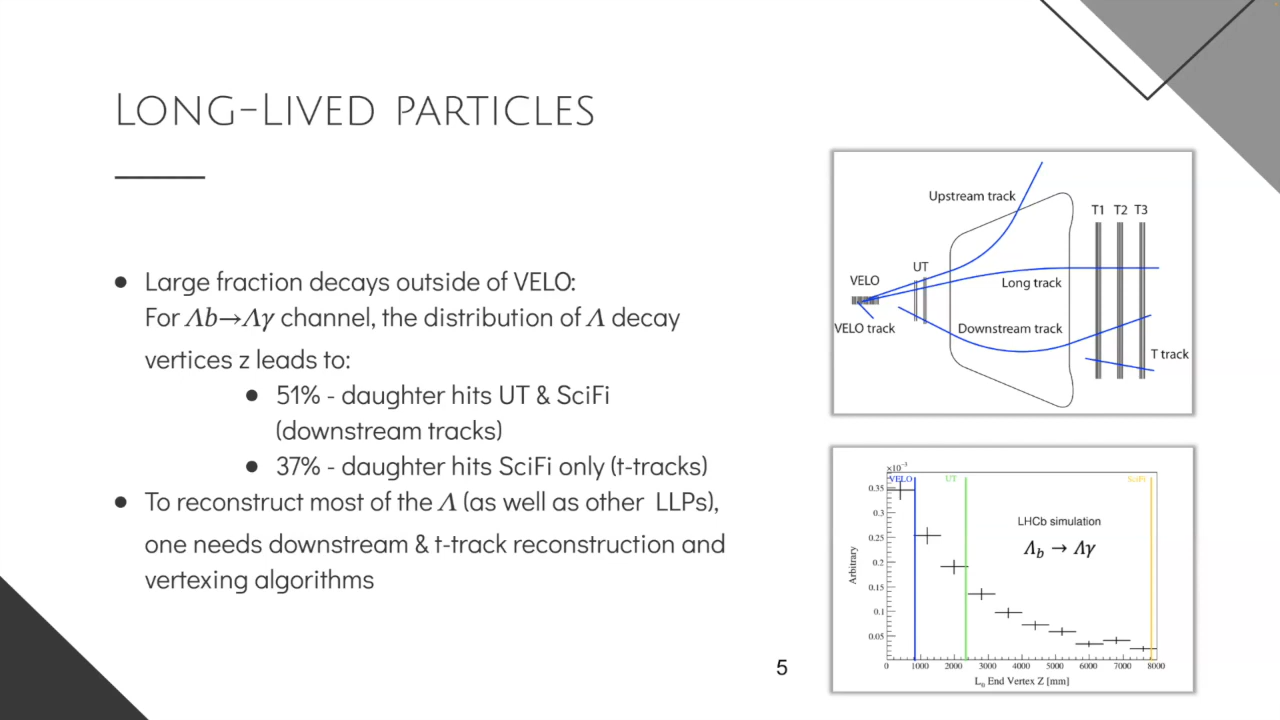 LONG-LIVED PARTICLES
● Large fraction decays outside of VELO:
For Λb→Λγ channel, the distribution of Λ decay
vertices z leads to:
● 51% - daughter hits UT & SciFi
(downstream tracks)
● 37% - daughter hits SciFi only (t-tracks)
● To reconstruct most of the Λ (as well as other LLPs),
one needs downstream & t-track reconstruction and
vertexing algorithms
5
Upstream track
T1 T2 T3
UT
VELO
Long track
VELO track
Downstream track
T track
×10⁻³
VELO
UT
SciFi
0.35
0.3
0.25
0.2
0.15
0.1
0.05
Arbitrary
LHCb simulation
Λb → Λγ
0 1000 2000 3000 4000 5000 6000 7000 8000
L₀ End Vertex Z [mm]